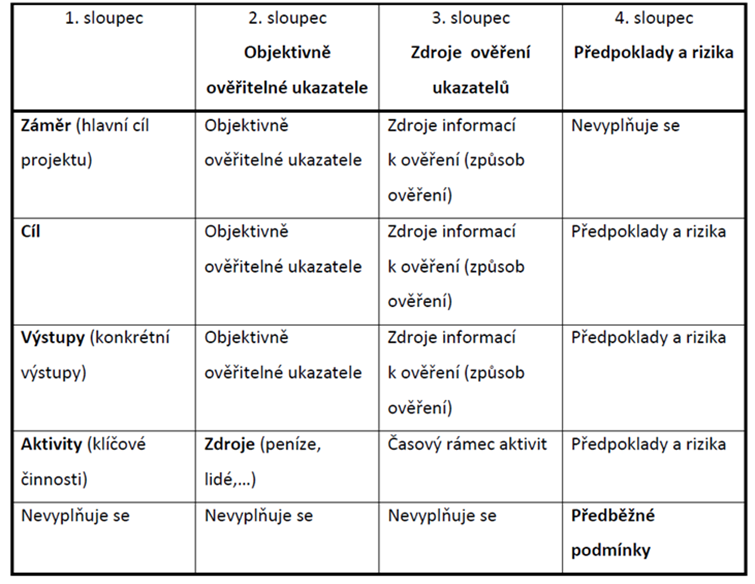 1. sloupec
2. sloupec
Objektivně
ověřitelné ukazatele
3. sloupec
Zdroje ověření
ukazatelů
4. sloupec
Předpoklady a rizika
Záměr (hlavní cíl
projektu)
Objektivně
ověřitelné ukazatele
Zdroje informací
k ověření (způsob
ověření)
Nevyplňuje se
Cíl
Objektivně
ověřitelné ukazatele
Zdroje informací
k ověření (způsob
ověření)
Předpoklady a rizika
Výstupy (konkrétní
výstupy)
Objektivně
ověřitelné ukazatele
Zdroje informací
k ověření (způsob
ověření)
Předpoklady a rizika
Aktivity (klíčové
činnosti)
Zdroje (peníze,
lidé,...)
Časový rámec aktivit
Předpoklady a rizika
Nevyplňuje se
Nevyplňuje se
Nevyplňuje se
Předběžné
podmínky